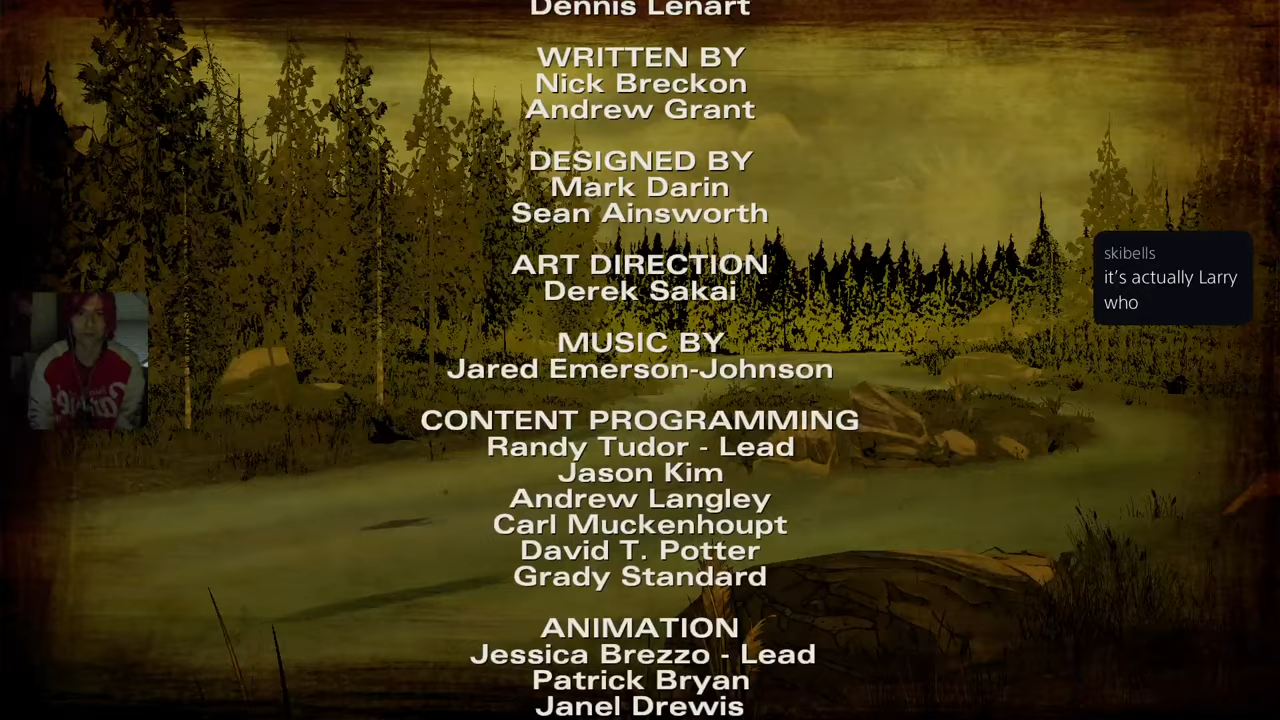 Dennis Lenart
WRITTEN BY
Nick Breckon
Andrew Grant
DESIGNED BY
Mark Darin
Sean Ainsworth
ART DIRECTION
Derek Sakai
MUSIC BY
Jared Emerson-Johnson
CONTENT PROGRAMMING
Randy Tudor - Lead
Jason Kim
Andrew Langley
Carl Muckenhoupt
David T. Potter
Grady Standard
ANIMATION
Jessica Brezzo - Lead
Patrick Bryan
Janel Drewis
skibells
it's actually Larry
who